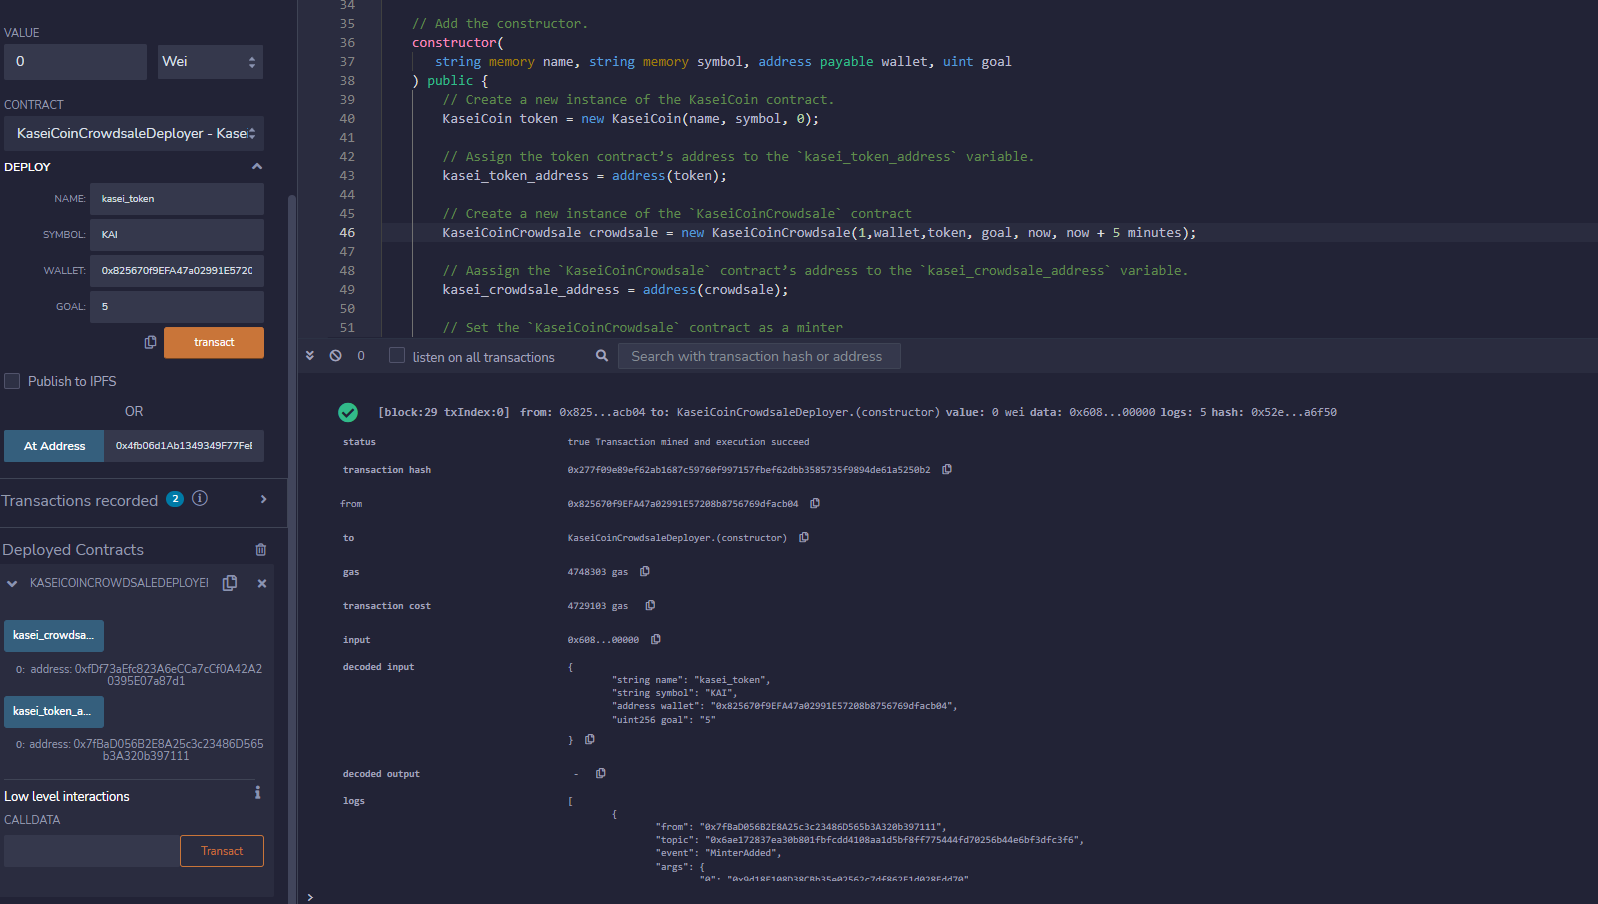 VALUE
0
Wei
CONTRACT
KaseiCoinCrowdsaleDeployer - Kasei
DEPLOY
NAME:
kasei_token
SYMBOL:
KAI
WALLET:
0x825670f9EFA47a02991E5720
GOAL:
5
transact
Publish to IPFS
OR
At Address
0x4fb06d1Ab1349349F77Fel
Transactions recorded 2
Deployed Contracts
KASEICOINCROWDSALEDEPLOYEI
kasei_crowdsa...
0: address: 0xfDf73aEfc823A6eCCa7cCf0A42A2
0395E07a87d1
kasei_token_a...
0: address: 0x7fBaD056B2E8A25c3c23486D565
b3A320b397111
Low level interactions
CALLDATA
Transact
34
35 // Add the constructor.
36 constructor(
37 string memory name, string memory symbol, address payable wallet, uint goal
38 ) public {
39 // Create a new instance of the KaseiCoin contract.
40 KaseiCoin token = new KaseiCoin(name, symbol, 0);
41
42 // Assign the token contract’s address to the `kasei_token_address` variable.
43 kasei_token_address = address(token);
44
45 // Create a new instance of the `KaseiCoinCrowdsale` contract
46 KaseiCoinCrowdsale crowdsale = new KaseiCoinCrowdsale(1,wallet,token, goal, now, now + 5 minutes);
47
48 // Aassign the `KaseiCoinCrowdsale` contract’s address to the `kasei_crowdsale_address` variable.
49 kasei_crowdsale_address = address(crowdsale);
50
51 // Set the `KaseiCoinCrowdsale` contract as a minter
0
listen on all transactions
Search with transaction hash or address
[block:29 txIndex:0] from: 0x825...acb04 to: KaseiCoinCrowdsaleDeployer.(constructor) value: 0 wei data: 0x608...00000 logs: 5 hash: 0x52e...a6f50
status true Transaction mined and execution succeed
transaction hash 0x277f09e89ef62ab1687c59760f997157fbef62dbb3585735f9894de61a5250b2
from 0x825670f9EFA47a02991E57208b8756769dfacb04
to KaseiCoinCrowdsaleDeployer.(constructor)
gas 4748303 gas
transaction cost 4729103 gas
input 0x608...00000
decoded input {
"string name": "kasei_token",
"string symbol": "KAI",
"address wallet": "0x825670f9EFA47a02991E57208b8756769dfacb04",
"uint256 goal": "5"
}
decoded output -
logs [
{
"from": "0x7fBaD056B2E8A25c3c23486D565b3A320b397111",
"topic": "0x6ae172837ea30b801fbfcdd4108aa1d5bf8ff775444fd70256b44e6bf3dfc3f6",
"event": "MinterAdded",
"args": {
>